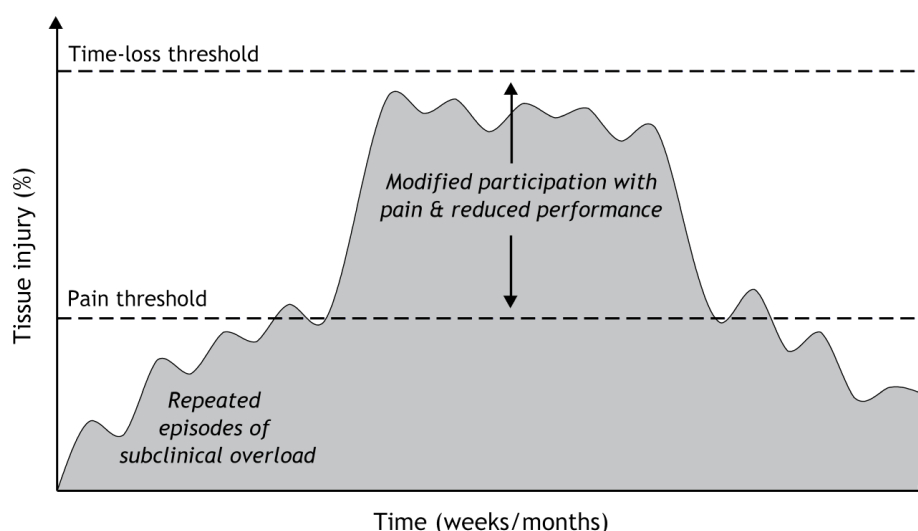 Time-loss threshold
Modified participation with
pain & reduced performance
Tissue injury (%)
Pain threshold
Repeated
episodes of
subclinical overload
Time (weeks/months)